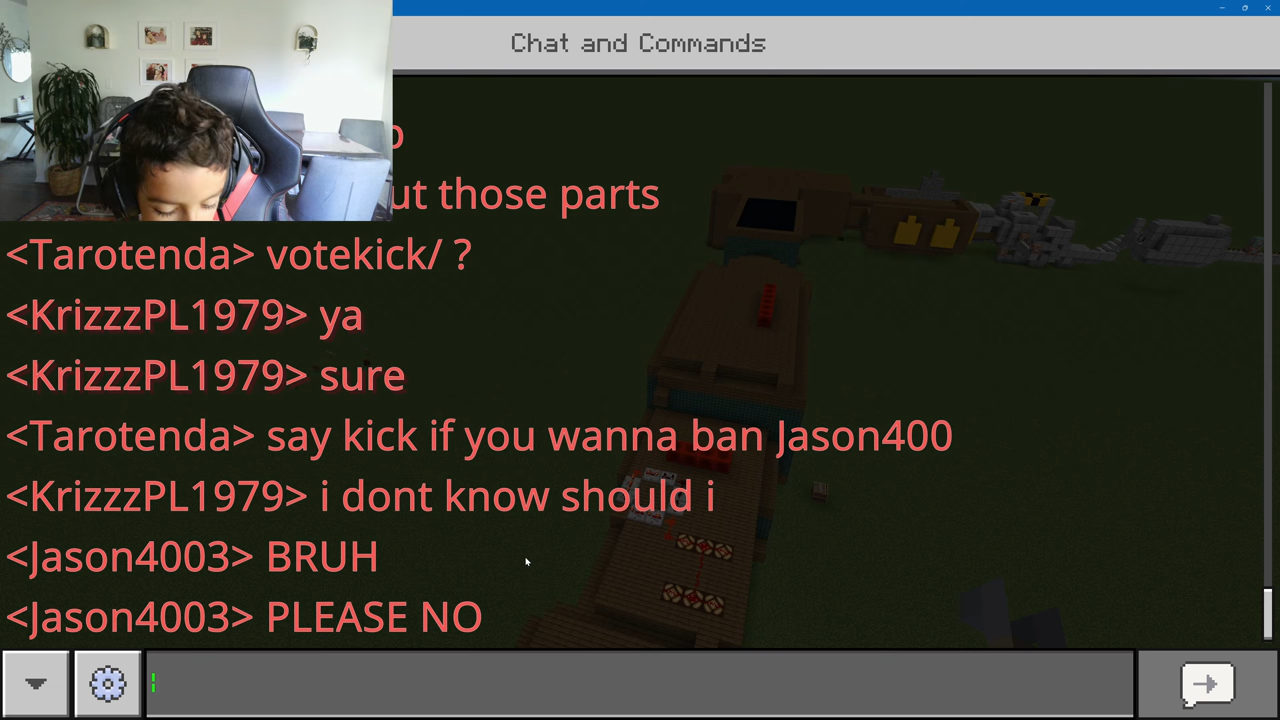 Chat and Commands
those parts
<Tarotenda> votekick/ ?
<KrizzzPL1979> ya
<KrizzzPL1979> sure
<Tarotenda> say kick if you wanna ban Jason400
<KrizzzPL1979> i dont know should i
<Jason4003> BRUH
<Jason4003> PLEASE NO